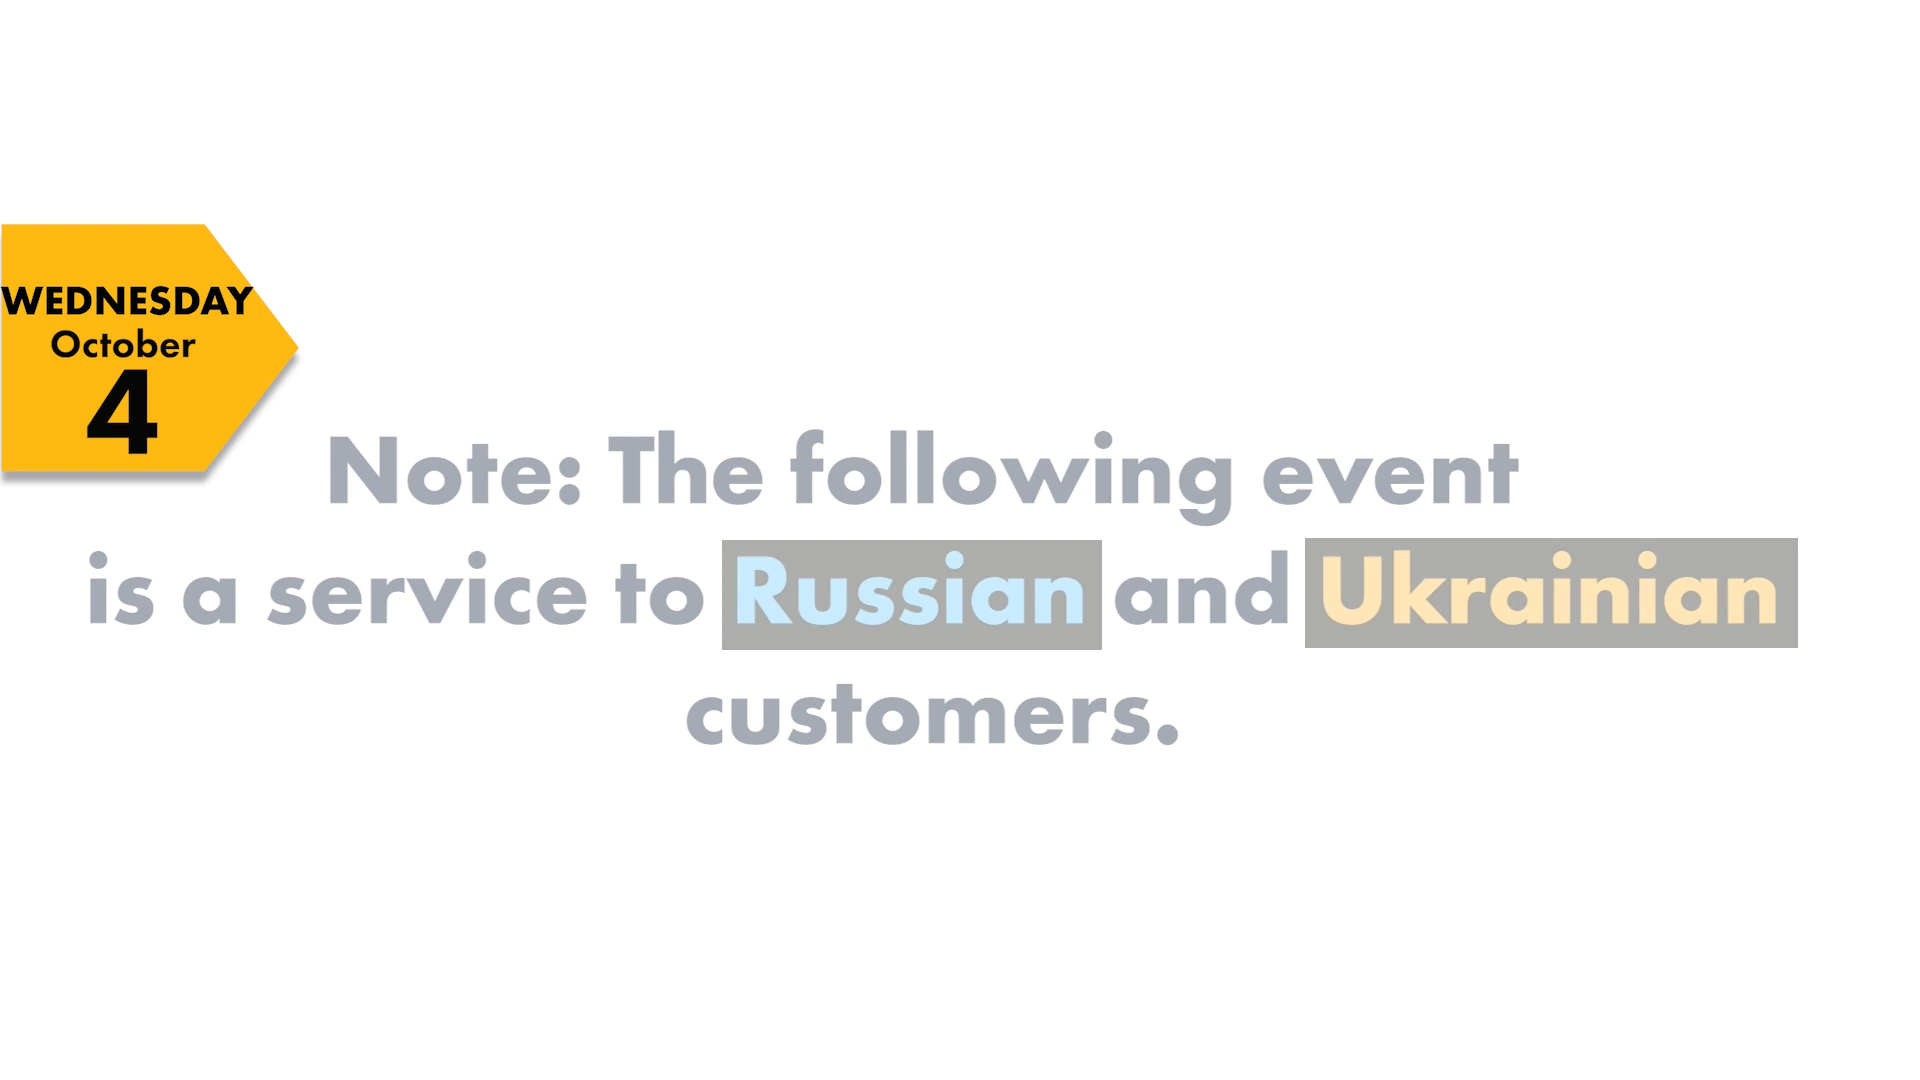 WEDNESDAY
October
4
Note: The following event
is a service to Russian and Ukrainian
customers.